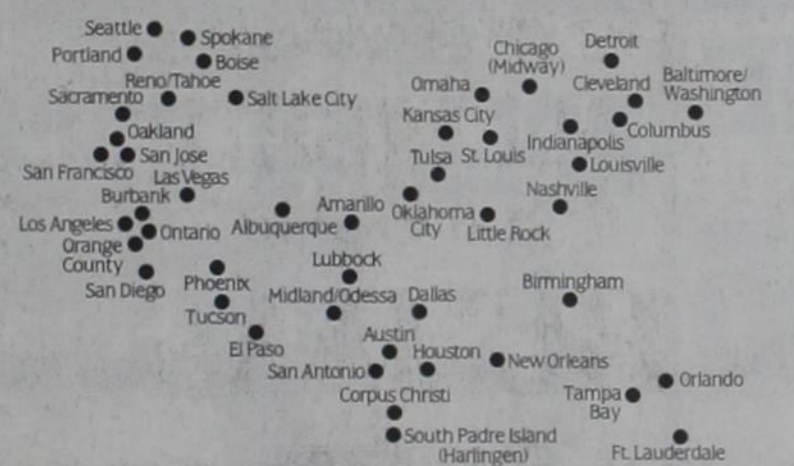 Seattle
Spokane
Portland
Boise
Reno/Tahoe
Sacramento
Salt Lake City
Oakland
San Jose
San Francisco
Las Vegas
Burbank
Los Angeles
Ontario
Orange
County
San Diego
Phoenix
Tucson
El Paso
Albuquerque
Amarillo
Lubbock
Midland/Odessa
Dallas
Austin
Houston
San Antonio
Corpus Christi
South Padre Island
(Harlingen)
New Orleans
Omaha
Kansas City
Tulsa
St. Louis
Oklahoma
City
Little Rock
Chicago
(Midway)
Detroit
Cleveland
Baltimore/
Washington
Columbus
Indianapolis
Louisville
Nashville
Birmingham
Orlando
Tampa
Bay
Ft. Lauderdale